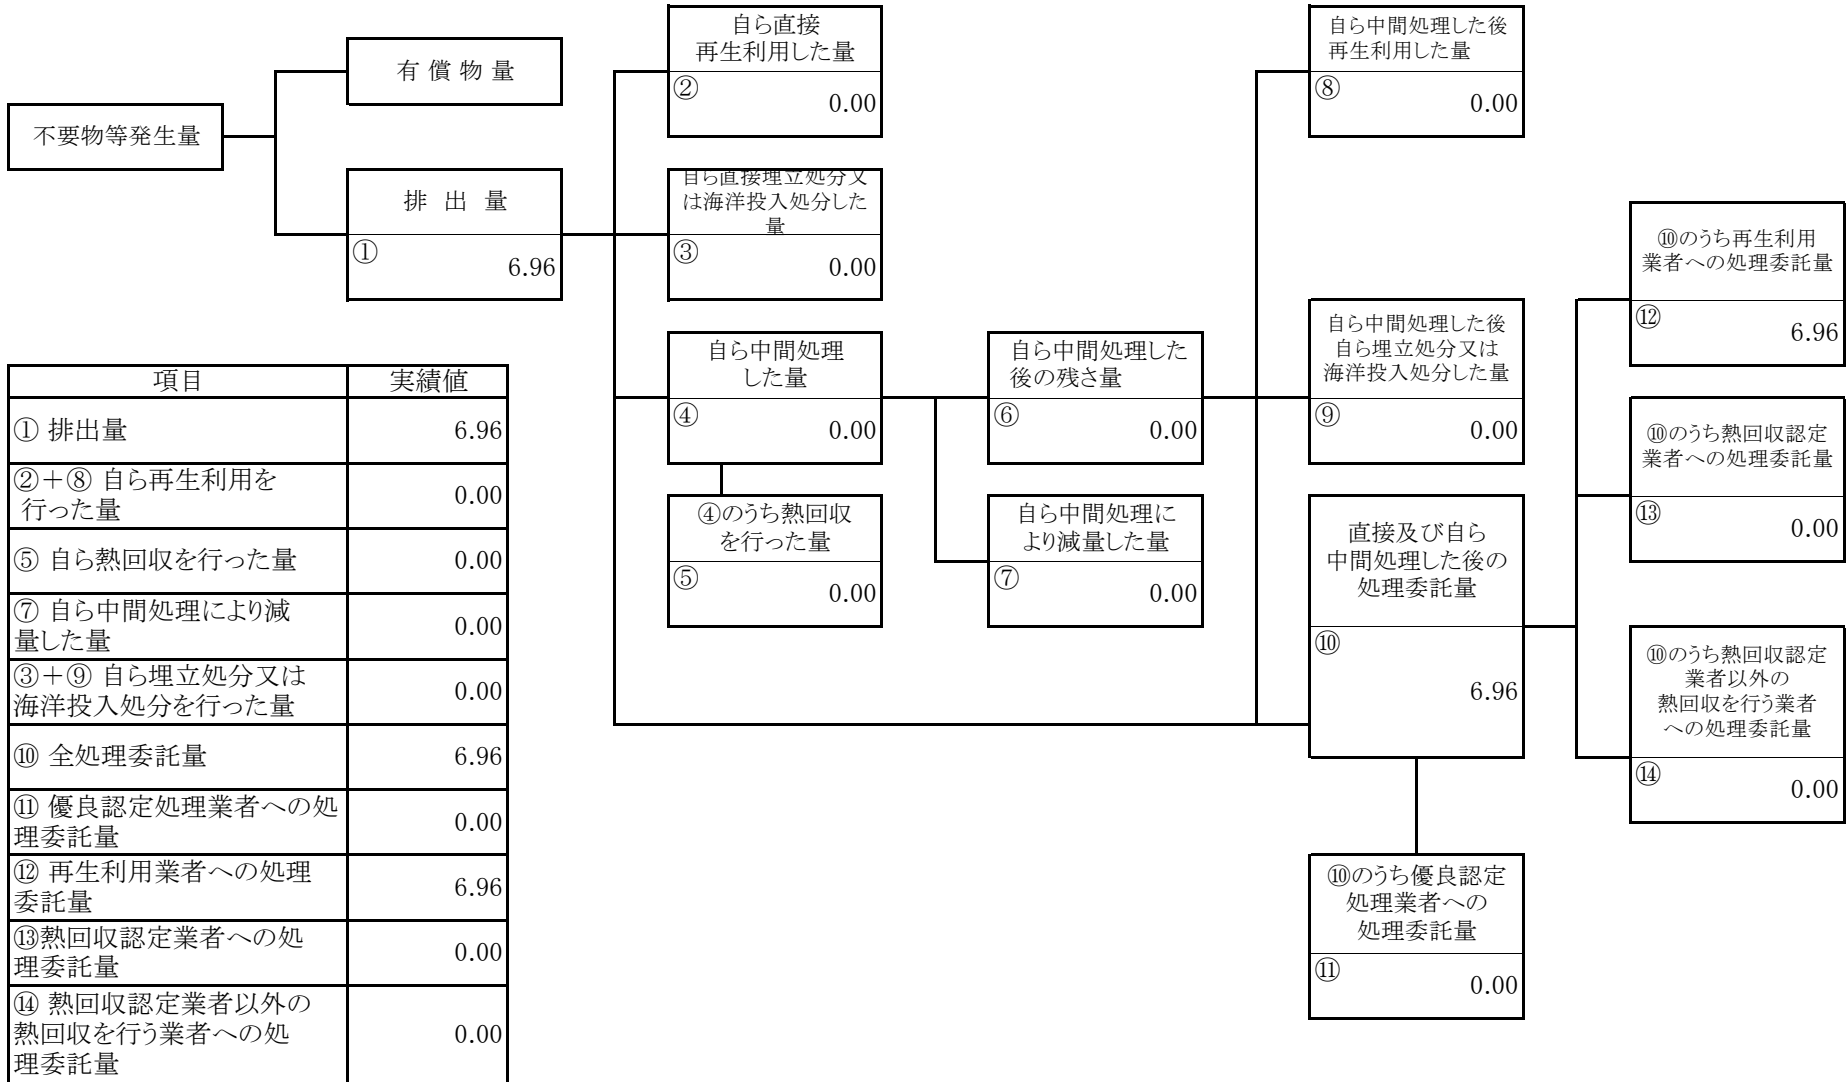 不要物等発生量
有 償 物 量
排 出 量
①
6.96
自ら直接
再生利用した量
②
0.00
自ら直接埋立処分又
は海洋投入処分した
量
③
0.00
自ら中間処理
した量
④
0.00
④のうち熱回収
を行った量
⑤
0.00
自ら中間処理した
後の残さ量
⑥
0.00
自ら中間処理に
より減量した量
⑦
0.00
自ら中間処理した後
再生利用した量
⑧
0.00
自ら中間処理した後
自ら埋立処分又は
海洋投入処分した量
⑨
0.00
直接及び自ら
中間処理した後の
処理委託量
⑩
6.96
⑩のうち優良認定
処理業者への
処理委託量
⑪
0.00
⑩のうち再生利用
業者への処理委託量
⑫
6.96
⑩のうち熱回収認定
業者への処理委託量
⑬
0.00
⑩のうち熱回収認定
業者以外の
熱回収を行う業者
への処理委託量
⑭
0.00
項目 実績値
① 排出量 6.96
②＋⑧ 自ら再生利用を
行った量 0.00
⑤ 自ら熱回収を行った量 0.00
⑦ 自ら中間処理により減
量した量 0.00
③＋⑨ 自ら埋立処分又は
海洋投入処分を行った量 0.00
⑩ 全処理委託量 6.96
⑪ 優良認定処理業者への処
理委託量 0.00
⑫ 再生利用業者への処理
委託量 6.96
⑬熱回収認定業者への処
理委託量 0.00
⑭ 熱回収認定業者以外の
熱回収を行う業者への処
理委託量 0.00